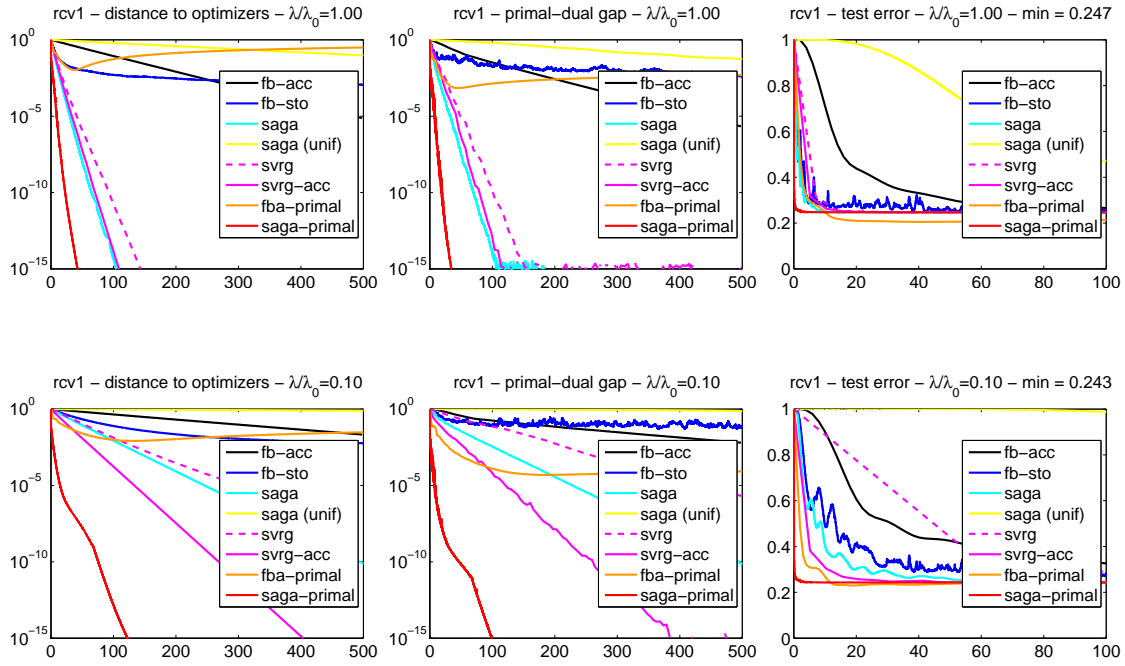 rcv1 − distance to optimizers − λ/λ0=1.00
10^0
10^−5
10^−10
10^−15
0 100 200 300 400 500
fb−acc
fb−sto
saga
saga (unif)
svrg
svrg−acc
fba−primal
saga−primal
rcv1 − primal−dual gap − λ/λ0=1.00
10^0
10^−5
10^−10
10^−15
0 100 200 300 400 500
fb−acc
fb−sto
saga
saga (unif)
svrg
svrg−acc
fba−primal
saga−primal
rcv1 − test error − λ/λ0=1.00 − min = 0.247
1
0.8
0.6
0.4
0.2
0
0 20 40 60 80 100
fb−acc
fb−sto
saga
saga (unif)
svrg
svrg−acc
fba−primal
saga−primal
rcv1 − distance to optimizers − λ/λ0=0.10
10^0
10^−5
10^−10
10^−15
0 100 200 300 400 500
fb−acc
fb−sto
saga
saga (unif)
svrg
svrg−acc
fba−primal
saga−primal
rcv1 − primal−dual gap − λ/λ0=0.10
10^0
10^−5
10^−10
10^−15
0 100 200 300 400 500
fb−acc
fb−sto
saga
saga (unif)
svrg
svrg−acc
fba−primal
saga−primal
rcv1 − test error − λ/λ0=0.10 − min = 0.243
1
0.8
0.6
0.4
0.2
0
0 20 40 60 80 100
fb−acc
fb−sto
saga
saga (unif)
svrg
svrg−acc
fba−primal
saga−primal